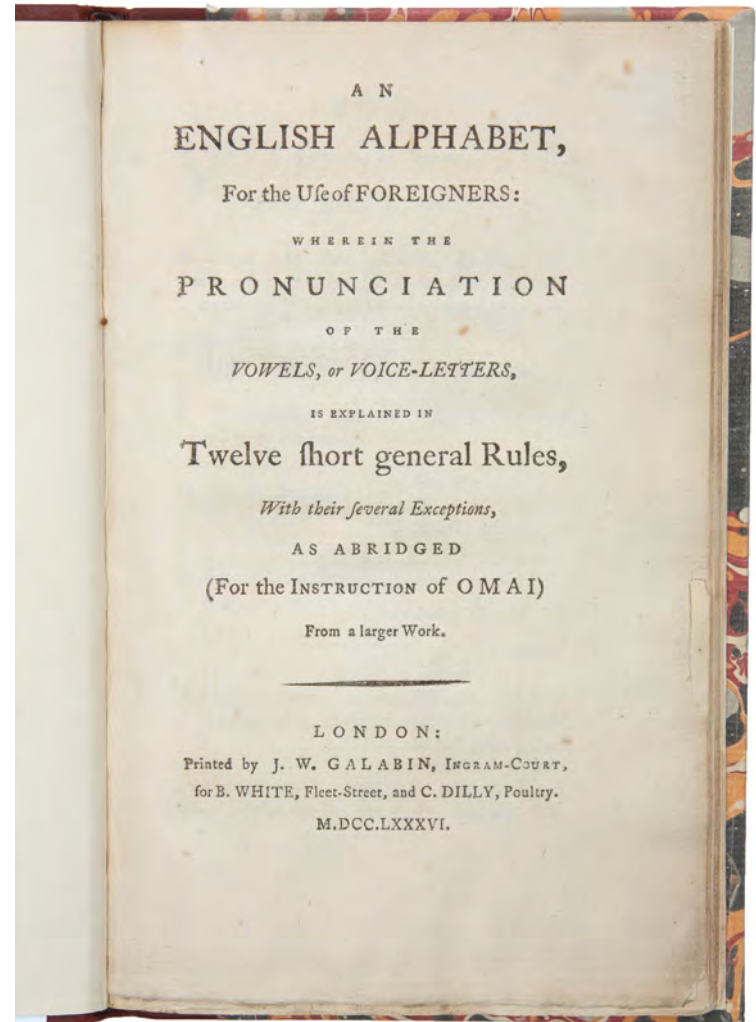 AN
ENGLISH ALPHABET,
For the Uſe of FOREIGNERS:
WHEREIN THE
PRONUNCIATION
OF THE
VOWELS, or VOICE-LETTERS,
IS EXPLAINED IN
Twelve ſhort general Rules,
With their ſeveral Exceptions,
AS ABRIDGED
(For the INSTRUCTION of OMAI)
From a larger Work.
LONDON:
Printed by J. W. GALABIN, INGRAM-COURT,
for B. WHITE, Fleet-Street, and C. DILLY, Poultry.
M.DCC.LXXXVI.